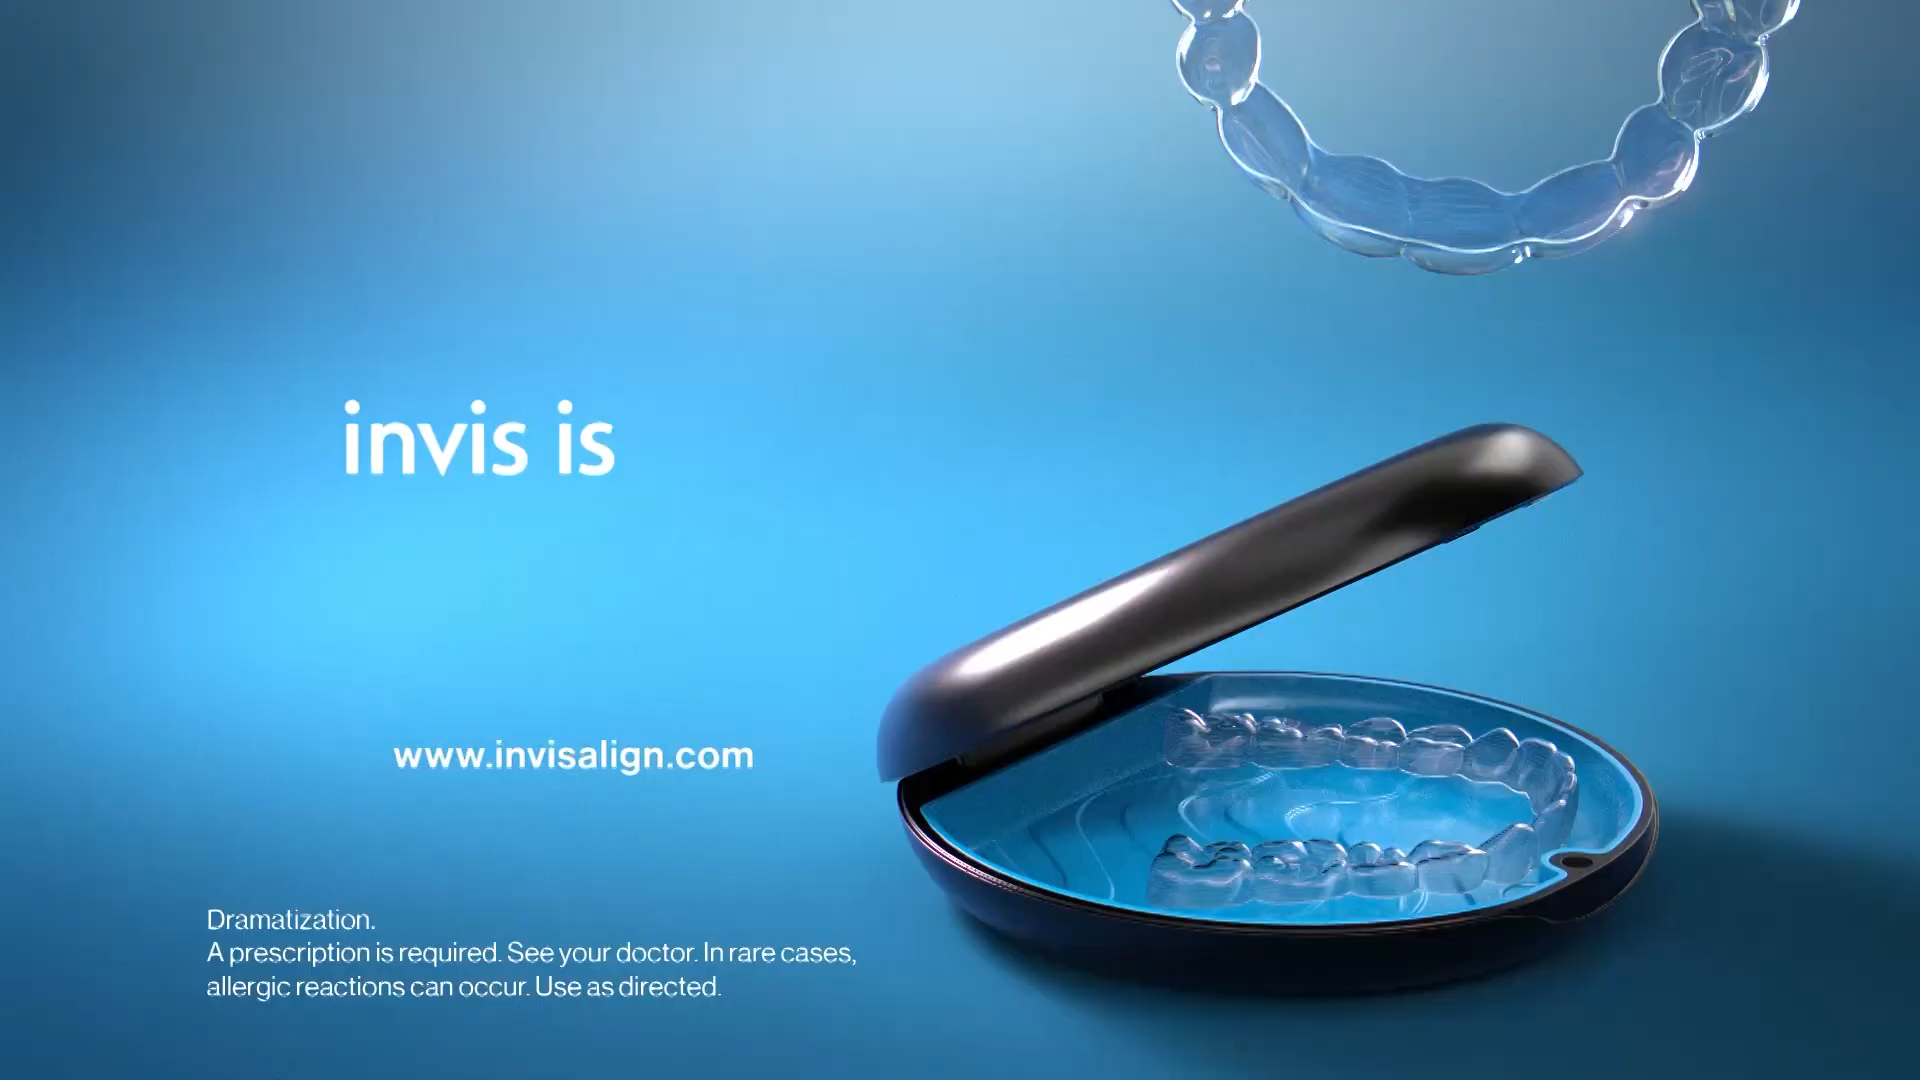 invis is
www.invisalign.com
Dramatization.
A prescription is required. See your doctor. In rare cases,
allergic reactions can occur. Use as directed.